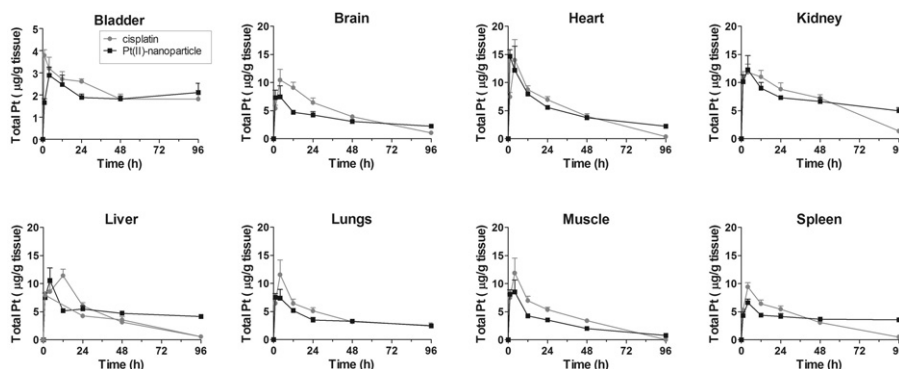 Bladder
Total Pt ( μg/g tissue)
5
4
3
2
1
0
cisplatin
Pt(II)-nanoparticle
0 24 48 72 96
Time (h)
Brain
Total Pt ( μg/g tissue)
20
15
10
5
0
0 24 48 72 96
Time (h)
Heart
Total Pt ( μg/g tissue)
20
15
10
5
0
0 24 48 72 96
Time (h)
Kidney
Total Pt ( μg/g tissue)
20
15
10
5
0
0 24 48 72 96
Time (h)
Liver
Total Pt ( μg/g tissue)
20
15
10
5
0
0 24 48 72 96
Time (h)
Lungs
Total Pt ( μg/g tissue)
20
15
10
5
0
0 24 48 72 96
Time (h)
Muscle
Total Pt ( μg/g tissue)
20
15
10
5
0
0 24 48 72 96
Time (h)
Spleen
Total Pt ( μg/g tissue)
20
15
10
5
0
0 24 48 72 96
Time (h)